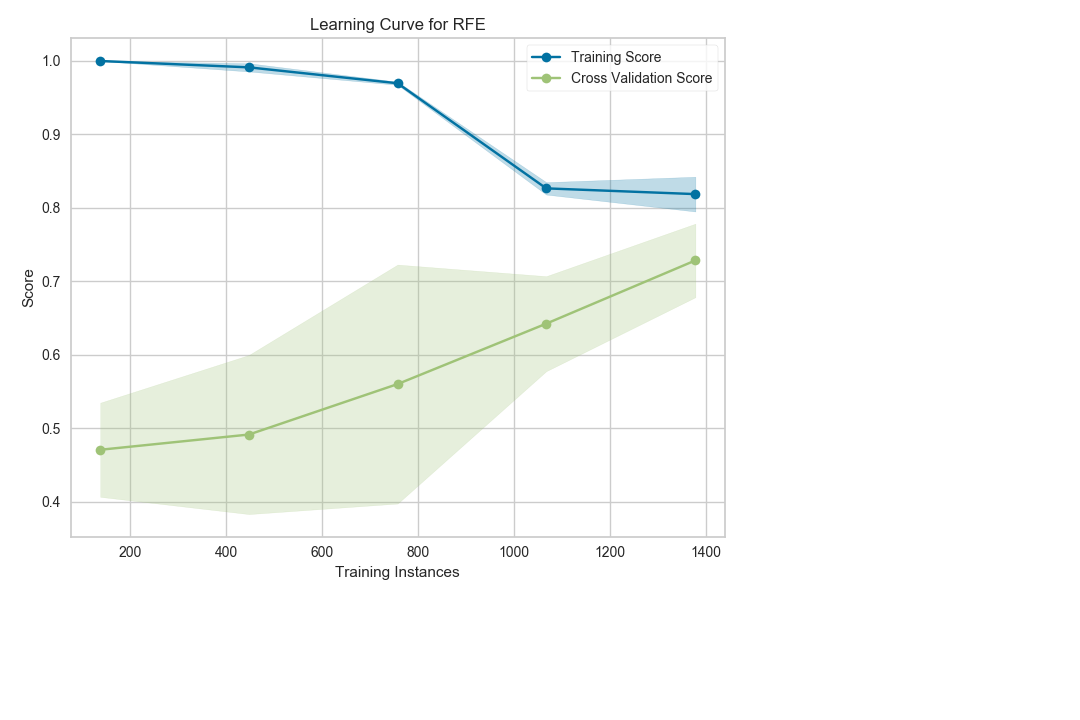 Learning Curve for RFE
Training Score
Cross Validation Score
1.0
0.9
0.8
0.7
0.6
0.5
0.4
Score
200 400 600 800 1000 1200 1400
Training Instances